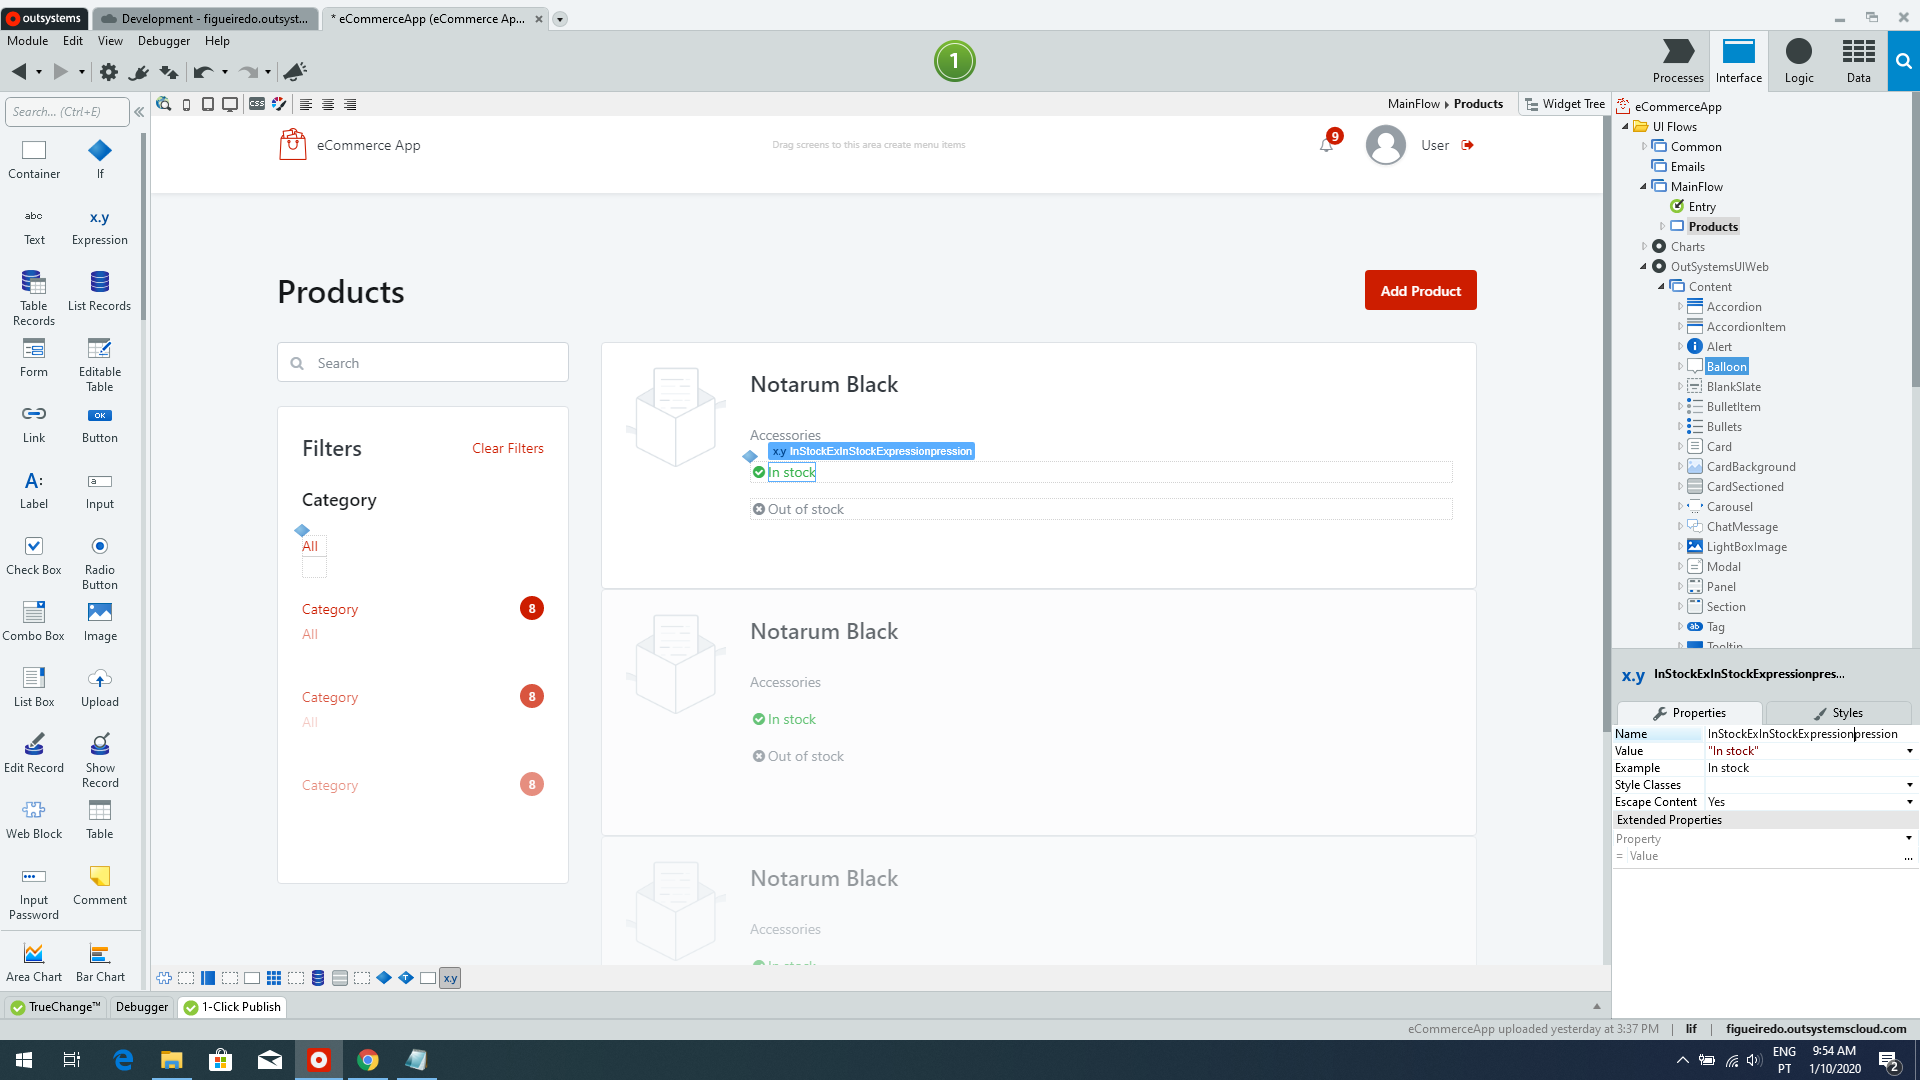 outsystems
Development - figueiredo.outsyst...
* eCommerceApp (eCommerce Ap...
Module Edit View Debugger Help
1
Processes
Interface
Logic
Data
Search... (Ctrl+E)
css
MainFlow Products
Widget Tree
Container
If
abc
Text
x.y
Expression
Table Records
List Records
Form
Editable Table
Link
OK
Button
A:
Label
a
Input
Check Box
Radio Button
Combo Box
Image
List Box
Upload
Edit Record
Show Record
Web Block
Table
Input Password
Comment
Area Chart
Bar Chart
eCommerce App
Drag screens to this area create menu items
9
User
Products
Add Product
Search
Filters
Clear Filters
Category
All
Category
8
All
Category
8
All
Category
8
Notarum Black
Accessories
x.y InStockExInStockExpressionpression
In stock
Out of stock
Notarum Black
Accessories
In stock
Out of stock
Notarum Black
Accessories
In stock
x.y
eCommerceApp
UI Flows
Common
Emails
MainFlow
Entry
Products
Charts
OutSystemsUIWeb
Content
Accordion
AccordionItem
Alert
Balloon
BlankSlate
BulletItem
Bullets
Card
CardBackground
CardSectioned
Carousel
ChatMessage
LightBoxImage
Modal
Panel
Section
ab
Tag
Tooltip
x.y InStockExInStockExpressionpres...
Properties
Styles
Name InStockExInStockExpressionpression
Value "In stock"
Example In stock
Style Classes
Escape Content Yes
Extended Properties
Property
= Value ...
TrueChange™
Debugger
1-Click Publish
eCommerceApp uploaded yesterday at 3:37 PM | lif | figueiredo.outsystemscloud.com
ENG
PT
9:54 AM
1/10/2020
2